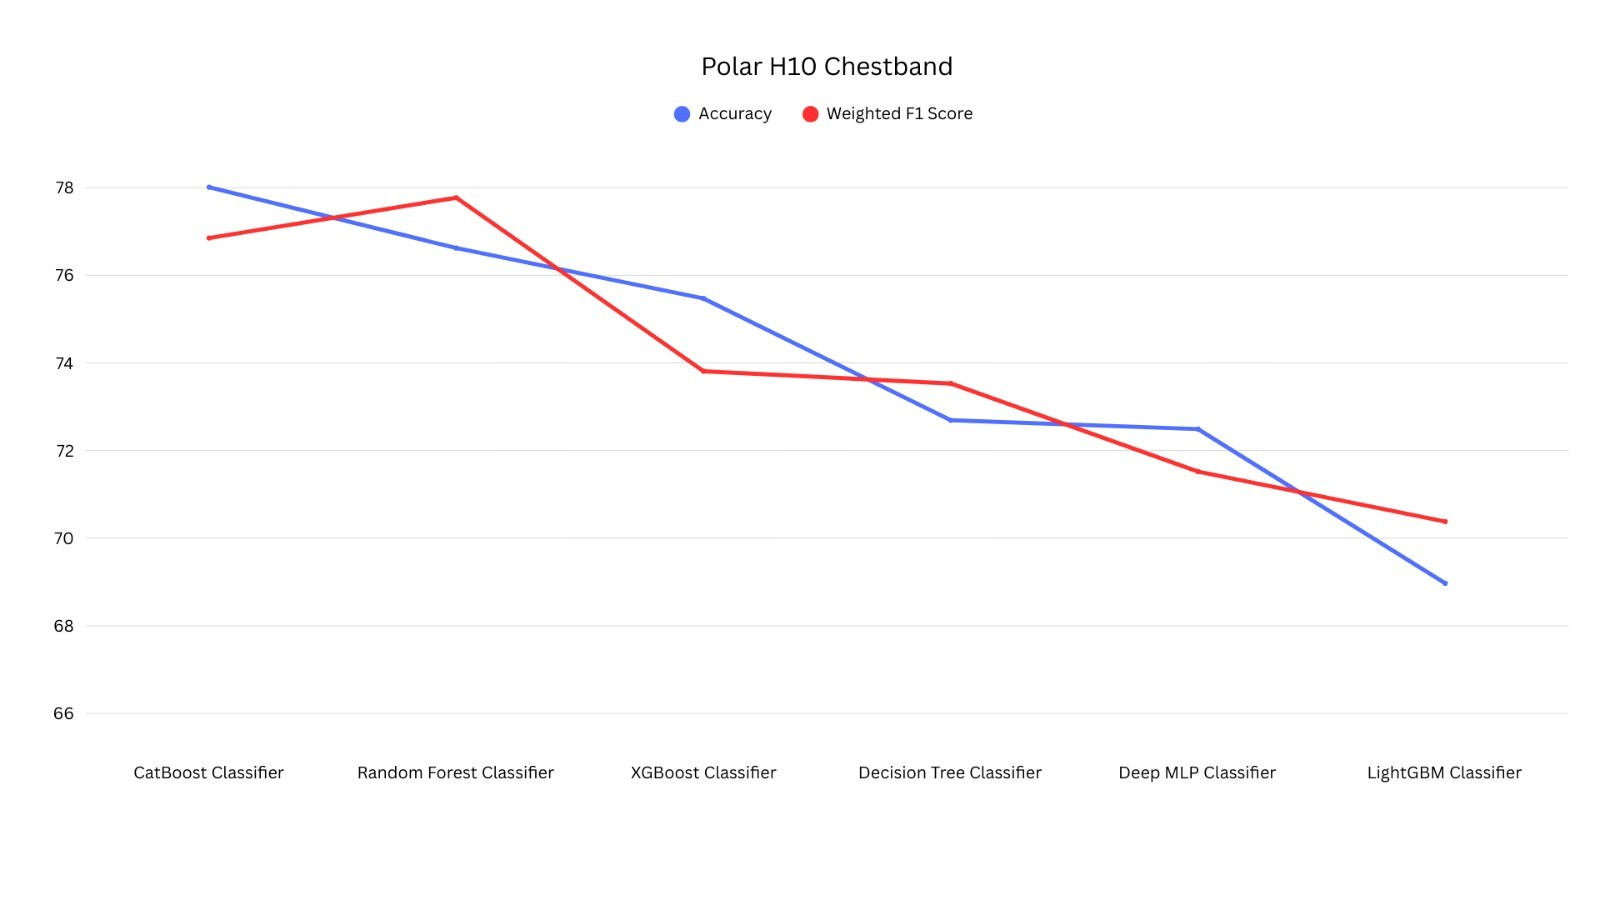 Polar H10 Chestband
Accuracy Weighted F1 Score
78
76
74
72
70
68
66
CatBoost Classifier Random Forest Classifier XGBoost Classifier Decision Tree Classifier Deep MLP Classifier LightGBM Classifier